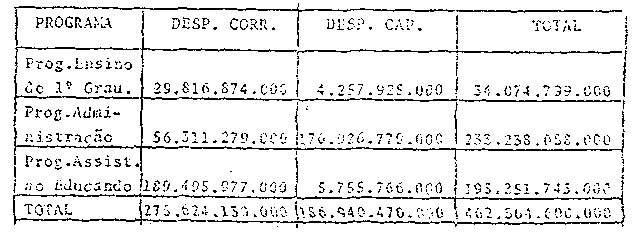 PROGRAMA DESP. CORR. DESP. CAP. TOTAL
Prog.Ensino
de 1º Grau. 29.816.874.000 4.257.925.000 34.074.799.000
Prog.Admi-
nistração 56.311.279.000 176.926.779.000 233.238.058.000
Prog.Assist.
ao Educando 189.495.977.000 5.755.766.000 195.251.743.000
TOTAL 275.624.130.000 186.940.470.000 462.564.600.000